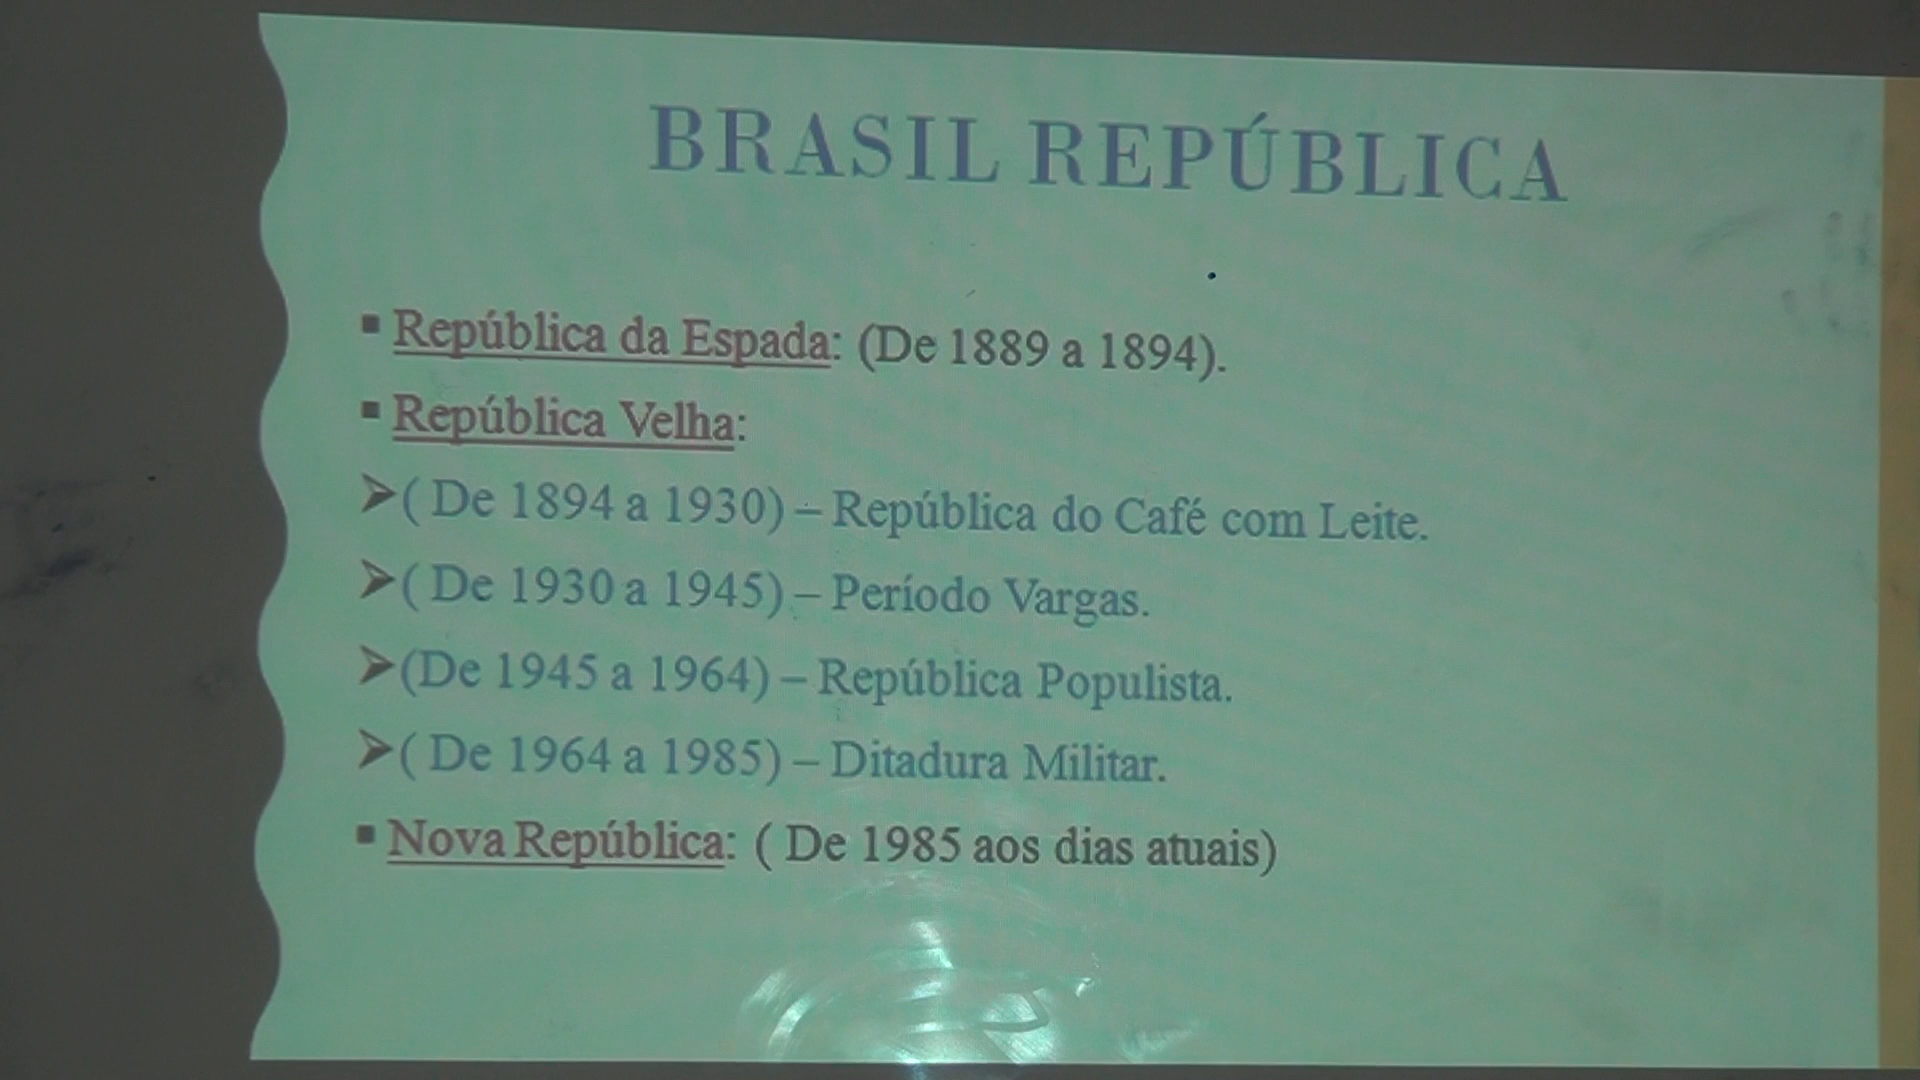 BRASIL REPÚBLICA
▪ República da Espada: (De 1889 a 1894).
▪ República Velha:
➢( De 1894 a 1930) – República do Café com Leite.
➢( De 1930 a 1945) – Período Vargas.
➢(De 1945 a 1964) – República Populista.
➢( De 1964 a 1985) – Ditadura Militar.
▪ Nova República: ( De 1985 aos dias atuais)